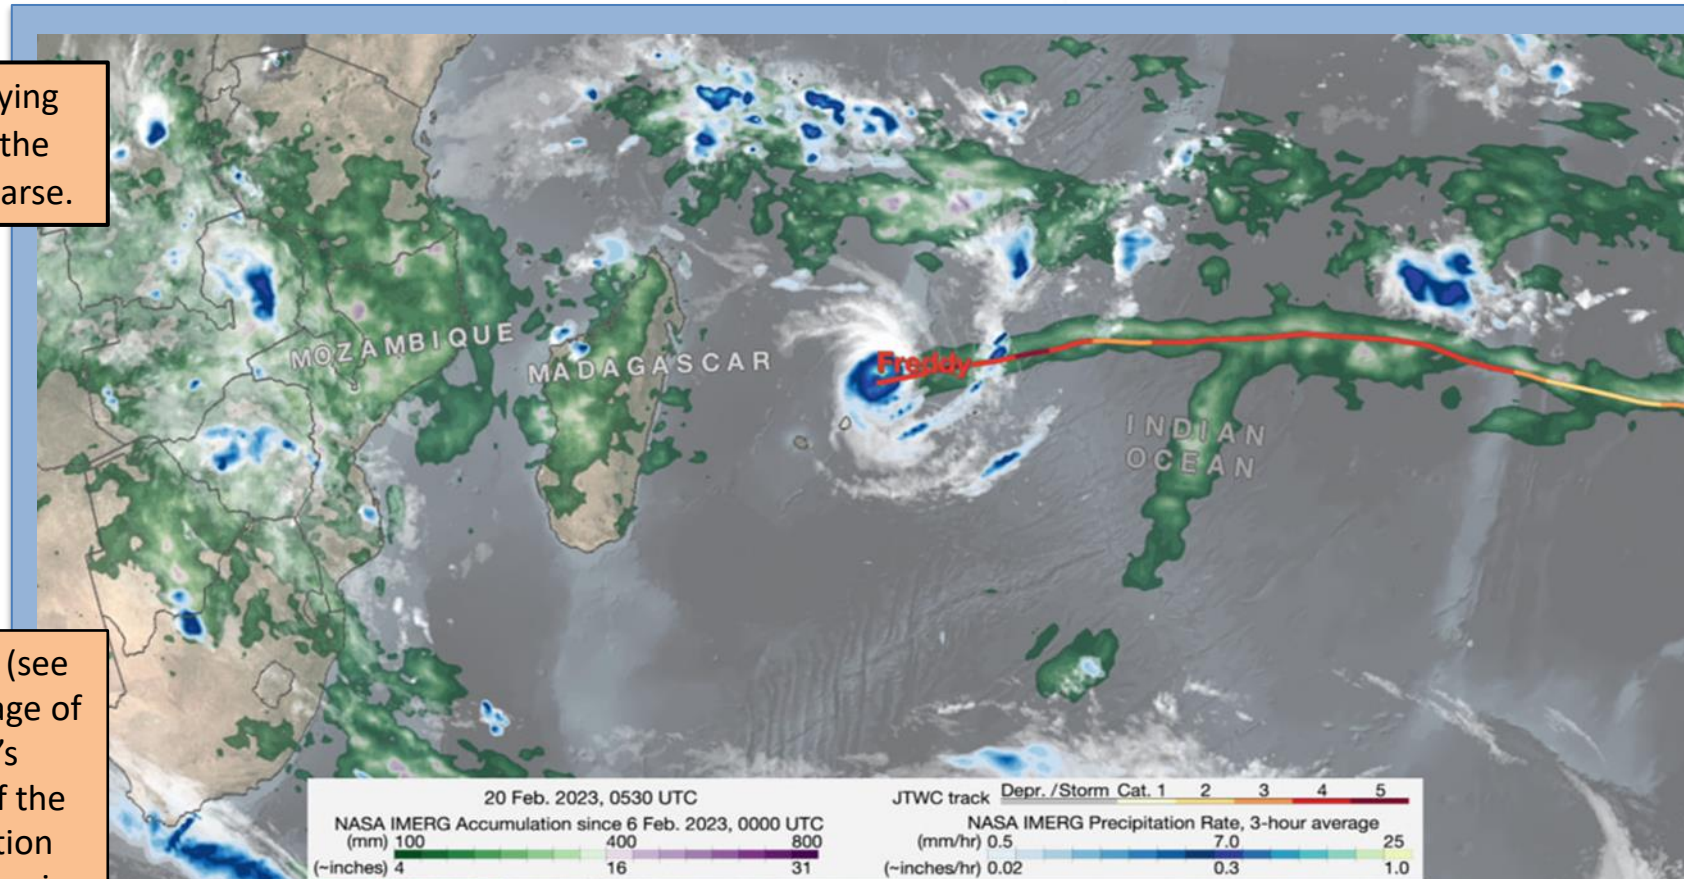 ying
the
arse.
(see
age of
's
f the
tion
MOZAMBIQUE
MADAGASCAR
Freddy
INDIAN
OCEAN
20 Feb. 2023, 0530 UTC
NASA IMERG Accumulation since 6 Feb. 2023, 0000 UTC
(mm) 100 400 800
(~inches) 4 16 31
JTWC track Depr. /Storm Cat. 1 2 3 4 5
NASA IMERG Precipitation Rate, 3-hour average
(mm/hr) 0.5 7.0 25
(~inches/hr) 0.02 0.3 1.0